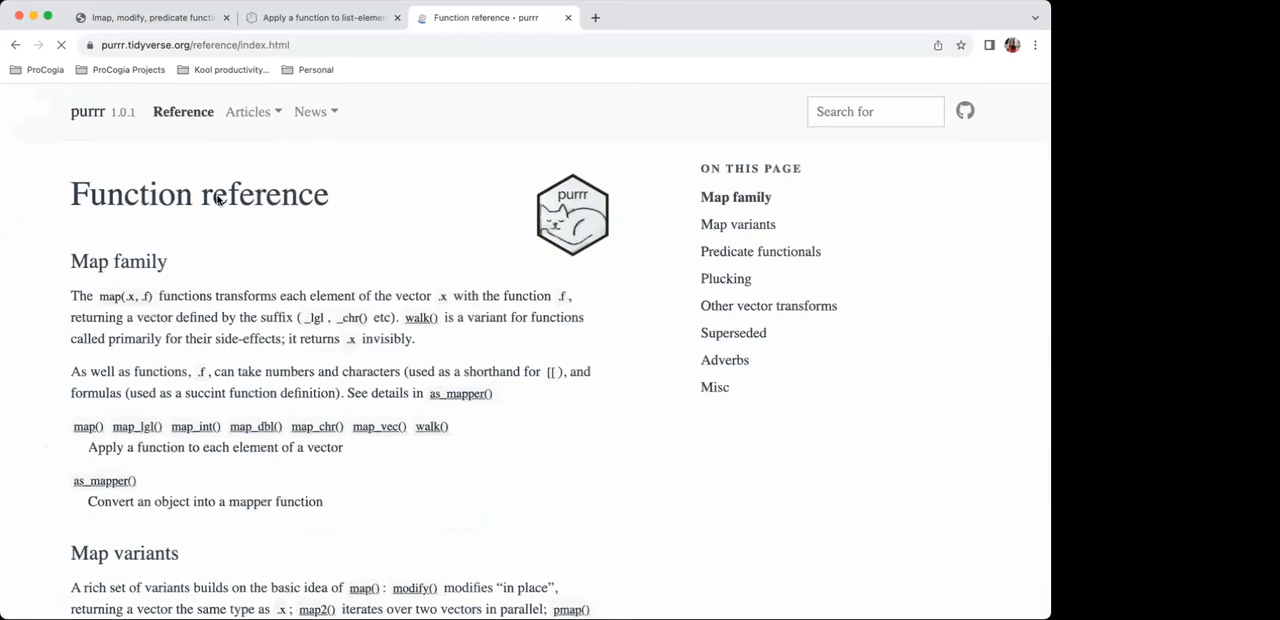 Imap, modify, predicate functi
Apply a function to list-elemen
Function reference • purrr
purrr.tidyverse.org/reference/index.html
ProCogia
ProCogia Projects
Kool productivity...
Personal
purrr 1.0.1 Reference Articles News
Search for
Function reference
purrr
Map family
The map(.x, .f) functions transforms each element of the vector .x with the function .f ,
returning a vector defined by the suffix ( _lgl , _chr() etc). walk() is a variant for functions
called primarily for their side-effects; it returns .x invisibly.
As well as functions, .f , can take numbers and characters (used as a shorthand for [[ ), and
formulas (used as a succint function definition). See details in as_mapper()
map() map_lgl() map_int() map_dbl() map_chr() map_vec() walk()
Apply a function to each element of a vector
as_mapper()
Convert an object into a mapper function
Map variants
A rich set of variants builds on the basic idea of map() : modify() modifies “in place”,
returning a vector the same type as .x ; map2() iterates over two vectors in parallel; pmap()
ON THIS PAGE
Map family
Map variants
Predicate functionals
Plucking
Other vector transforms
Superseded
Adverbs
Misc